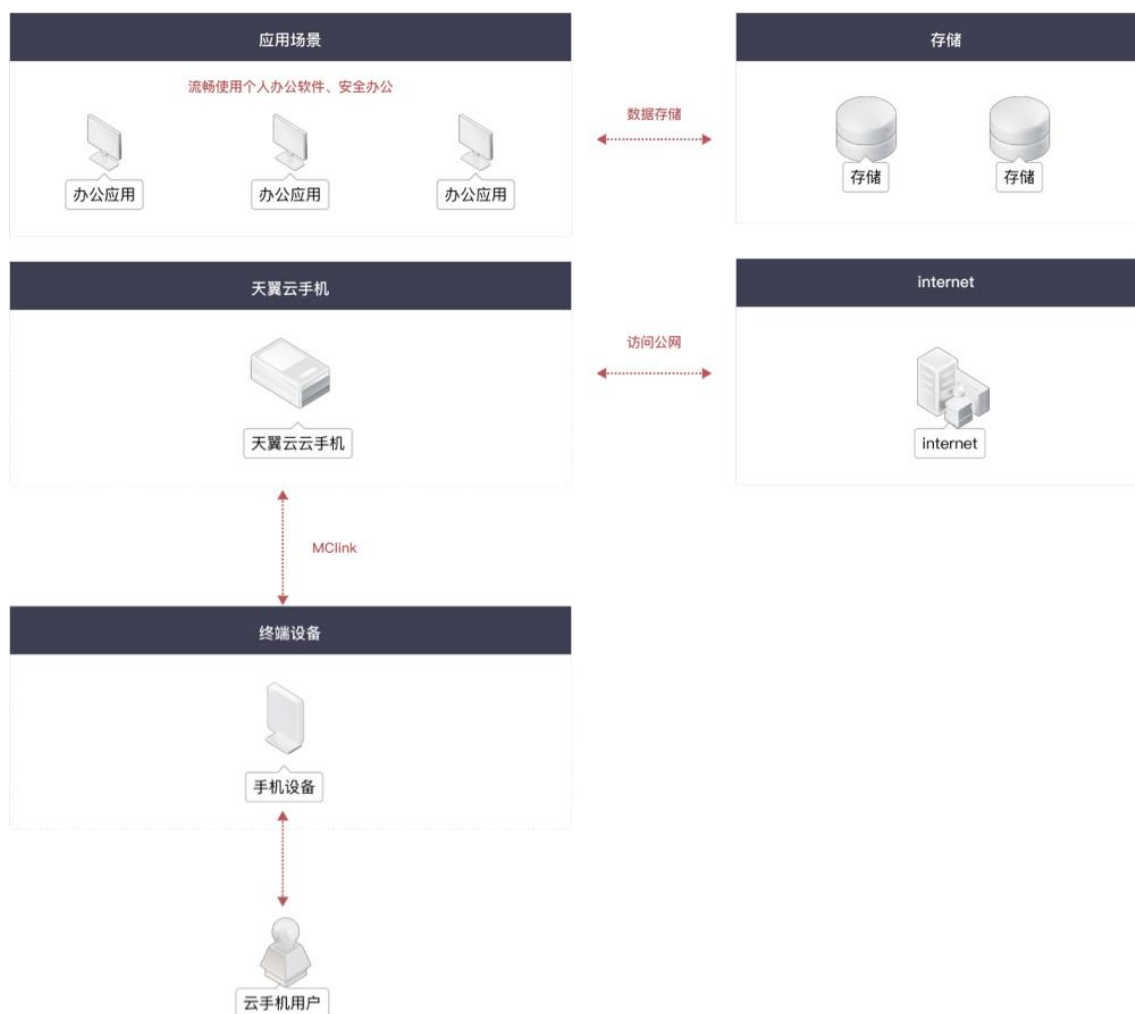 应用场景
流畅使用个人办公软件、安全办公
办公应用
办公应用
办公应用
数据存储
存储
存储
存储
天翼云手机
天翼云云手机
访问公网
internet
internet
MClink
终端设备
手机设备
云手机用户